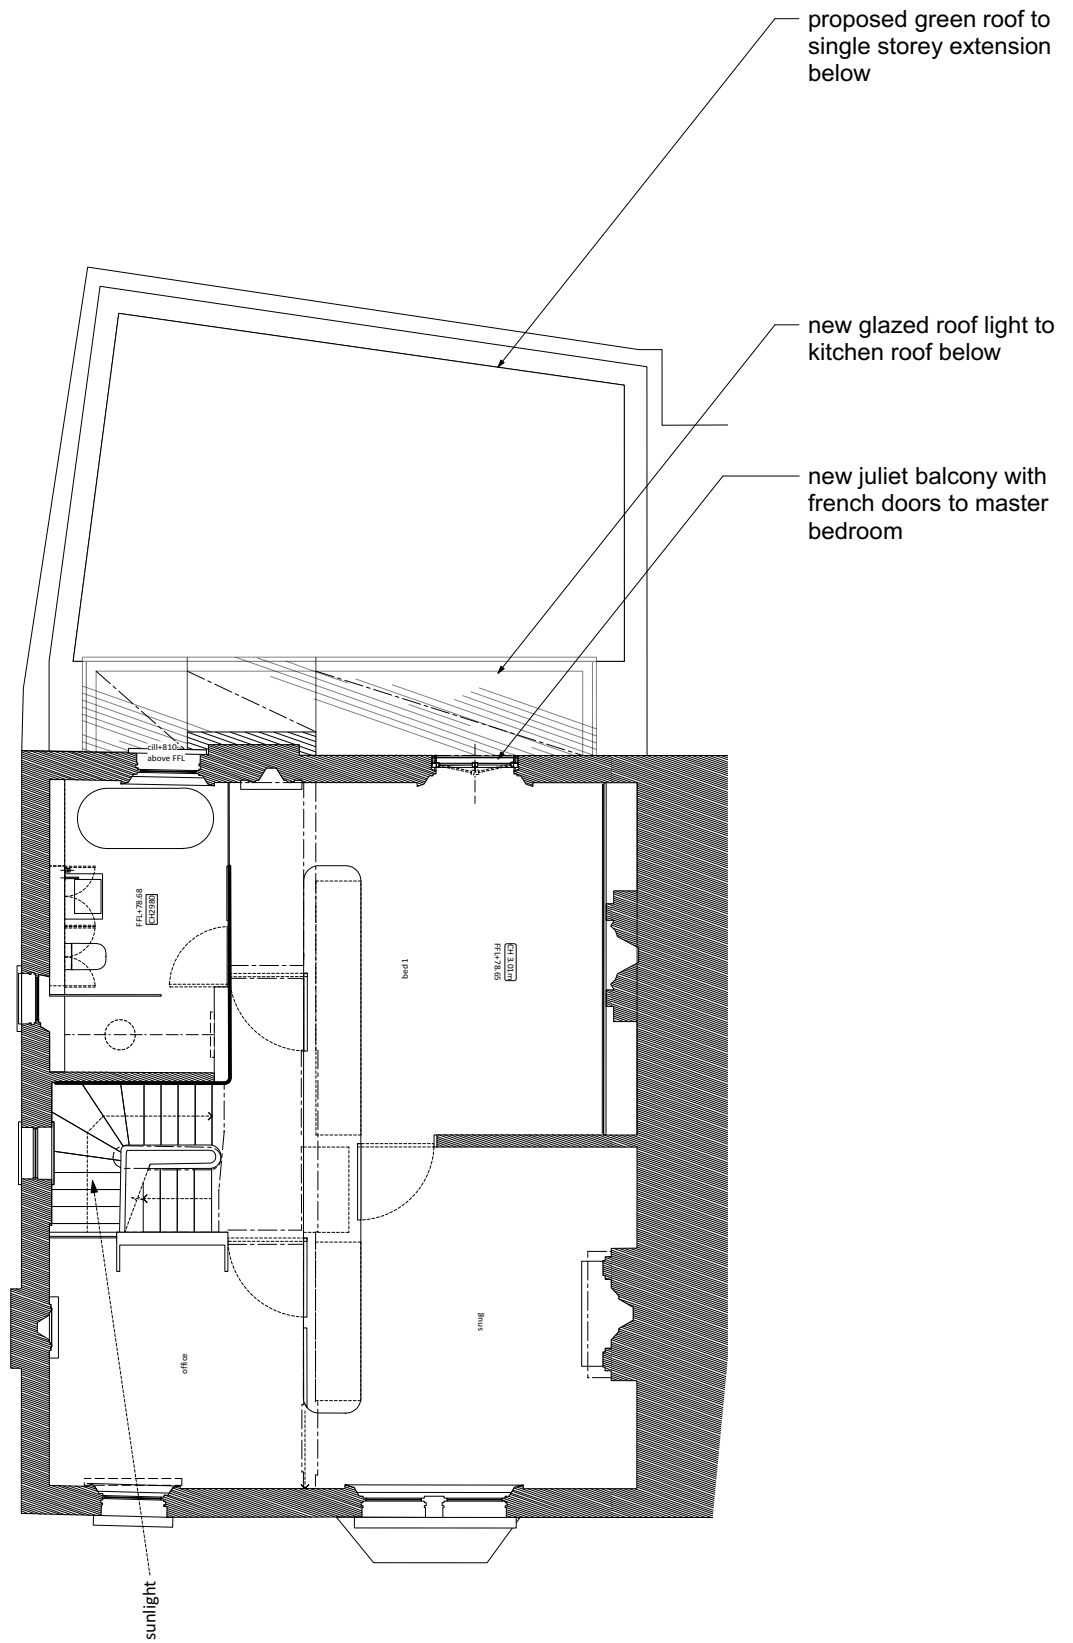 proposed green roof to
single storey extension
below
new glazed roof light to
kitchen roof below
new juliet balcony with
french doors to master
bedroom
cill+810
above FFL
FFL+78.68
CH2980
bed 1
CH 3.01m
FFL+78.65
snug
office
sunlight